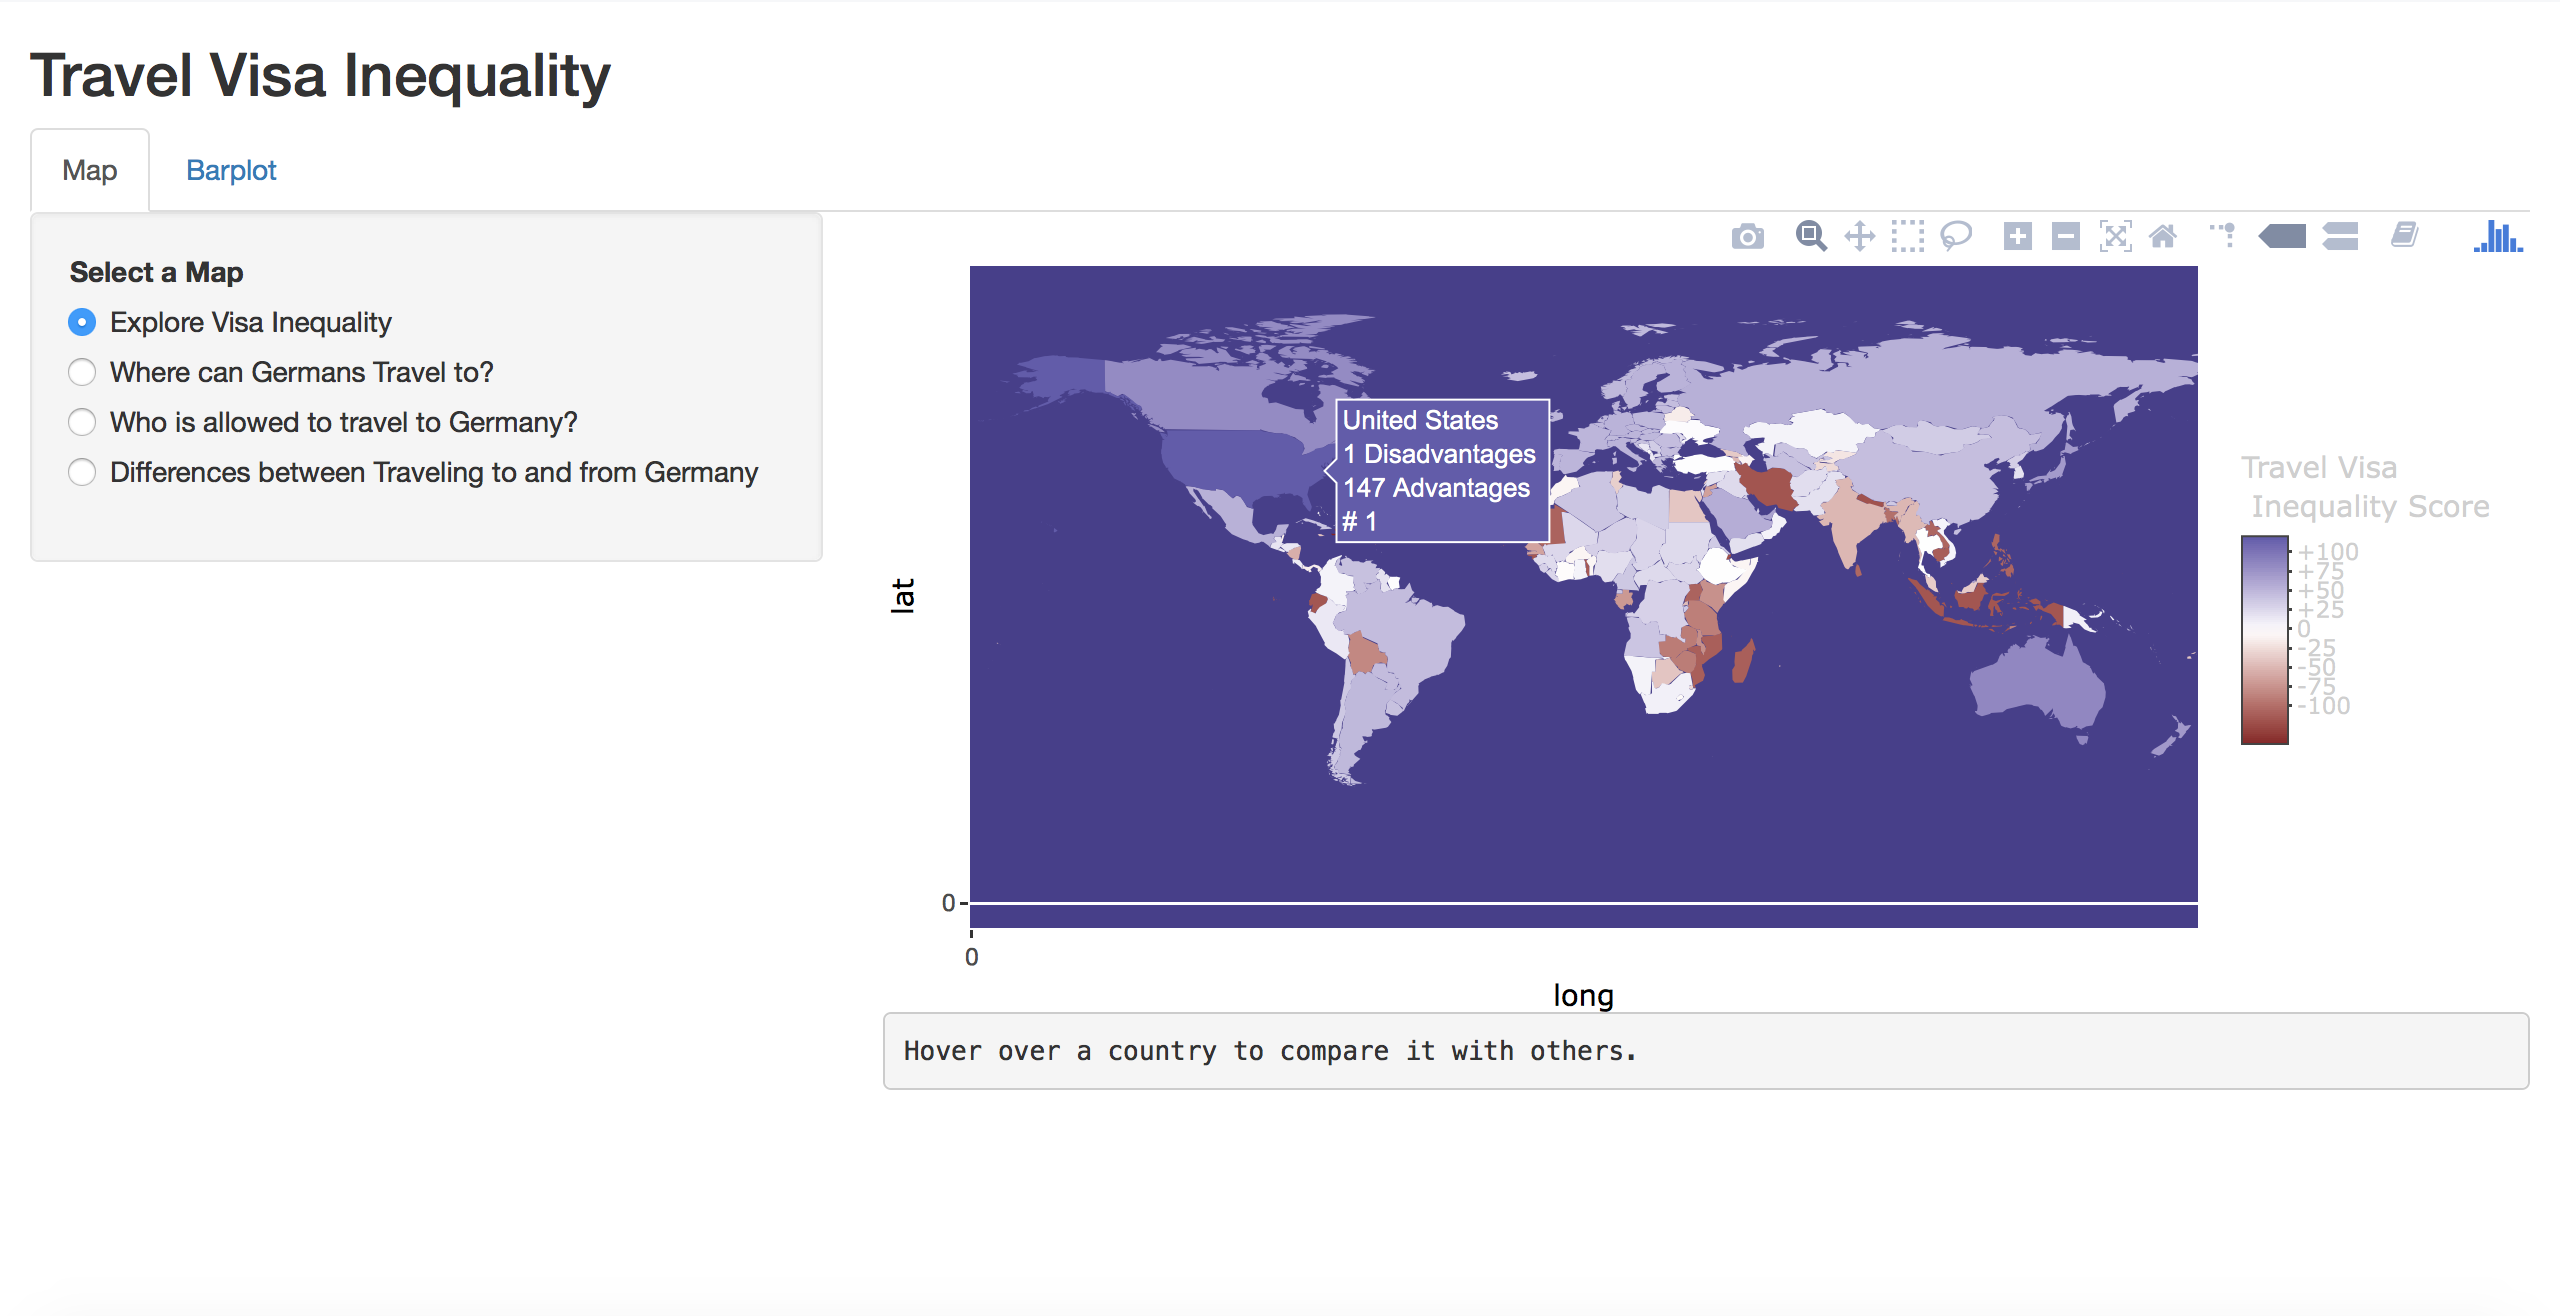 Travel Visa Inequality
Map
Barplot
Select a Map
Explore Visa Inequality
Where can Germans Travel to?
Who is allowed to travel to Germany?
Differences between Traveling to and from Germany
United States
1 Disadvantages
147 Advantages
# 1
Travel Visa
Inequality Score
+100
+75
+50
+25
0
-25
-50
-75
-100
lat
0
0
long
Hover over a country to compare it with others.